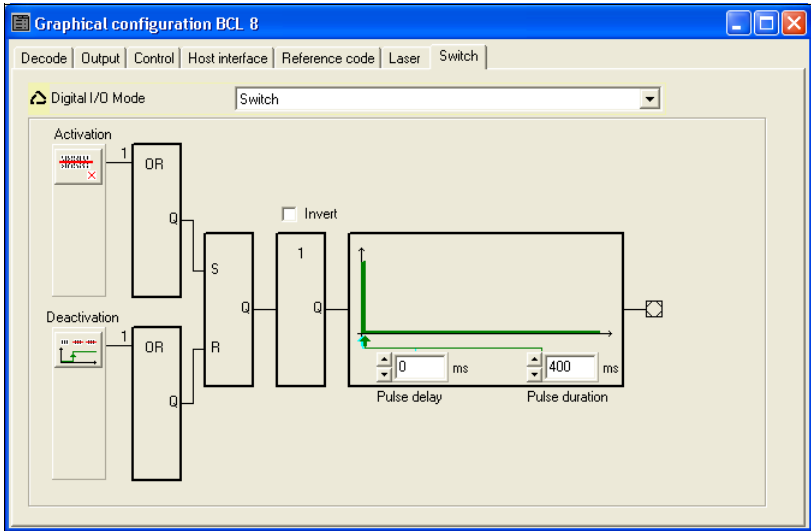 Graphical configuration BCL 8
Decode Output Control Host interface Reference code Laser Switch
Digital I/O Mode Switch
Activation
1 OR
Q
Invert
S
1
Q Q
Deactivation
1 OR
R
Q
0 ms 400 ms
Pulse delay Pulse duration